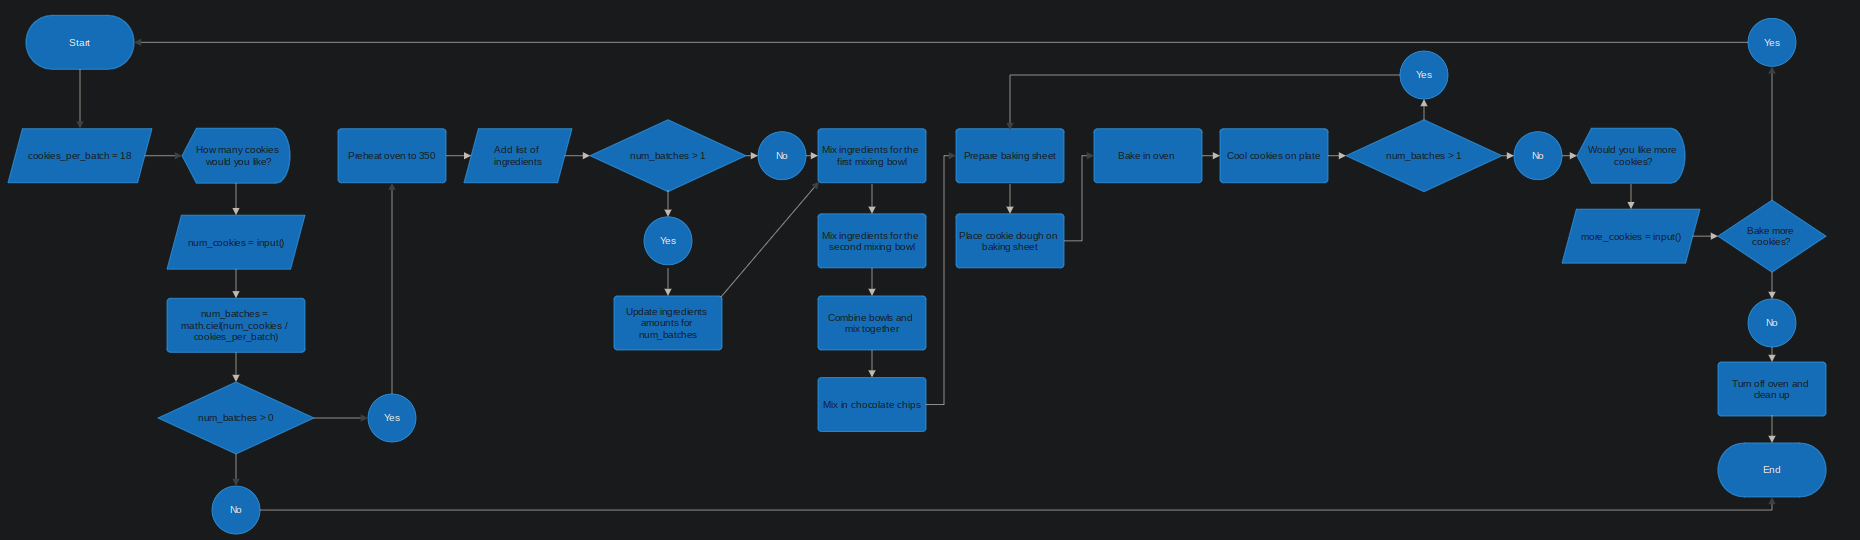 Start
cookies_per_batch = 18
How many cookies
would you like?
num_cookies = input()
num_batches =
math.ciel(num_cookies /
cookies_per_batch)
num_batches > 0
Yes
No
Preheat oven to 350
Add list of
ingredients
num_batches > 1
No
Yes
Update ingredients
amounts for
num_batches
Mix ingredients for the
first mixing bowl
Mix ingredients for the
second mixing bowl
Combine bowls and
mix together
Mix in chocolate chips
Prepare baking sheet
Place cookie dough on
baking sheet
Bake in oven
Cool cookies on plate
num_batches > 1
Yes
No
Would you like more
cookies?
more_cookies = input()
Bake more
cookies?
Yes
No
Turn off oven and
clean up
End